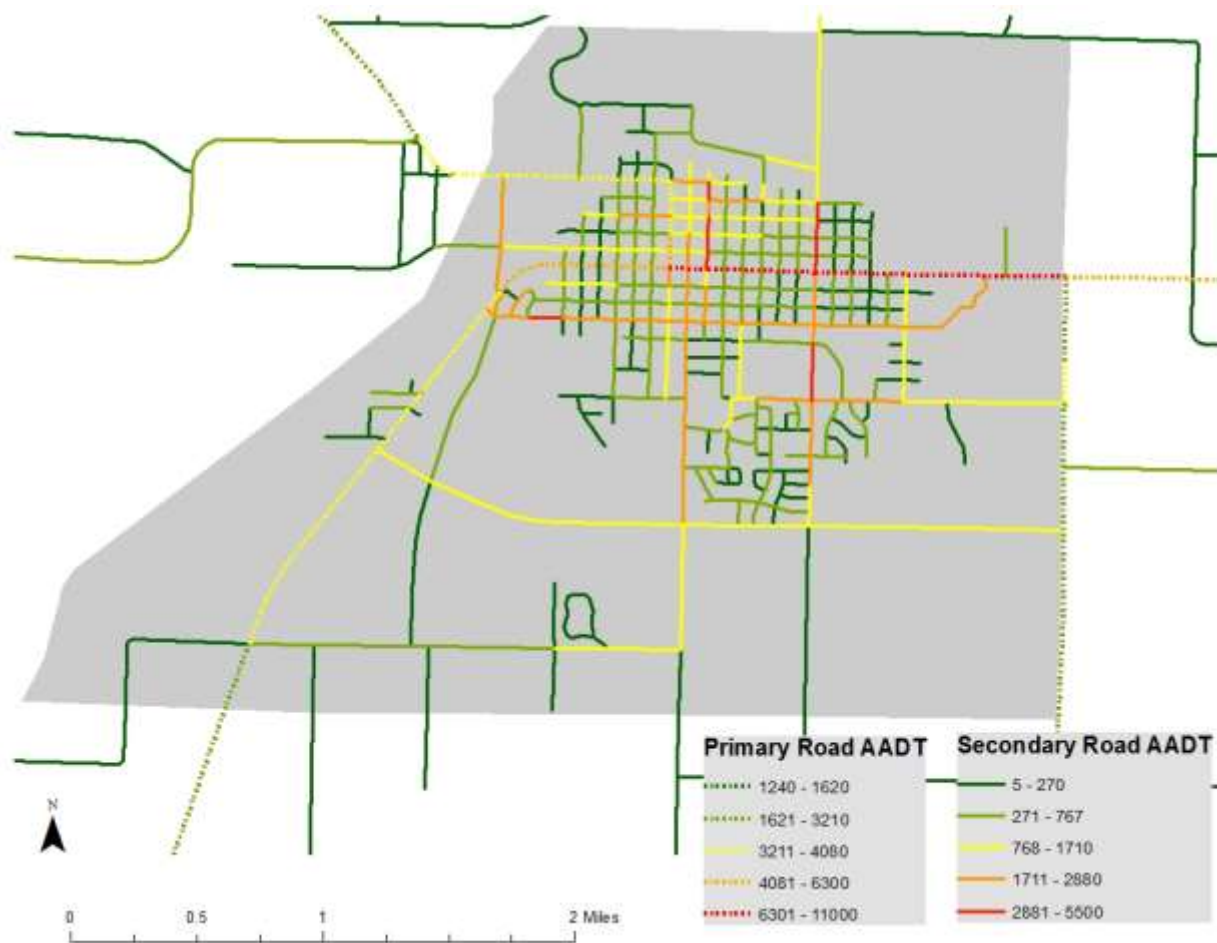 Primary Road AADT
1240 - 1620
1621 - 3210
3211 - 4080
4081 - 6300
6301 - 11000
Secondary Road AADT
5 - 270
271 - 767
768 - 1710
1711 - 2880
2881 - 5500
N
0 0.5 1 2 Miles